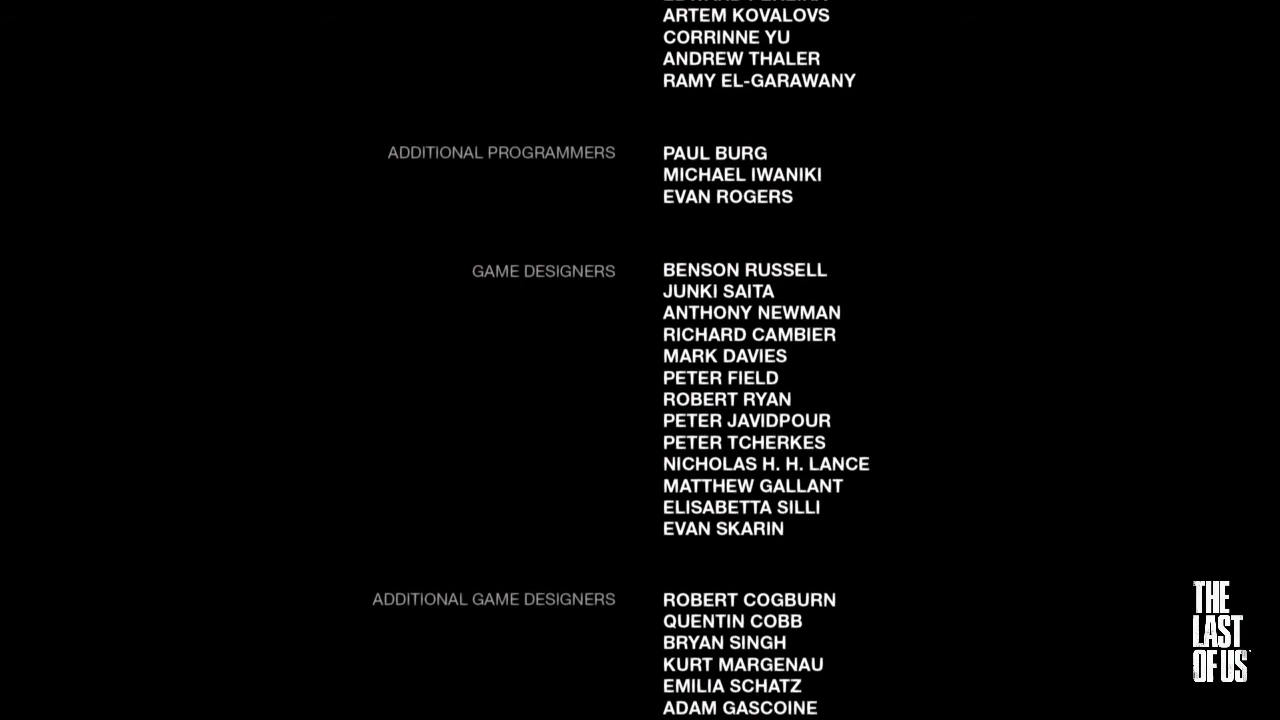 ARTEM KOVALOVS
CORRINNE YU
ANDREW THALER
RAMY EL-GARAWANY
ADDITIONAL PROGRAMMERS
PAUL BURG
MICHAEL IWANIKI
EVAN ROGERS
GAME DESIGNERS
BENSON RUSSELL
JUNKI SAITA
ANTHONY NEWMAN
RICHARD CAMBIER
MARK DAVIES
PETER FIELD
ROBERT RYAN
PETER JAVIDPOUR
PETER TCHERKES
NICHOLAS H. H. LANCE
MATTHEW GALLANT
ELISABETTA SILLI
EVAN SKARIN
ADDITIONAL GAME DESIGNERS
ROBERT COGBURN
QUENTIN COBB
BRYAN SINGH
KURT MARGENAU
EMILIA SCHATZ
ADAM GASCOINE
THE
LAST
OF US